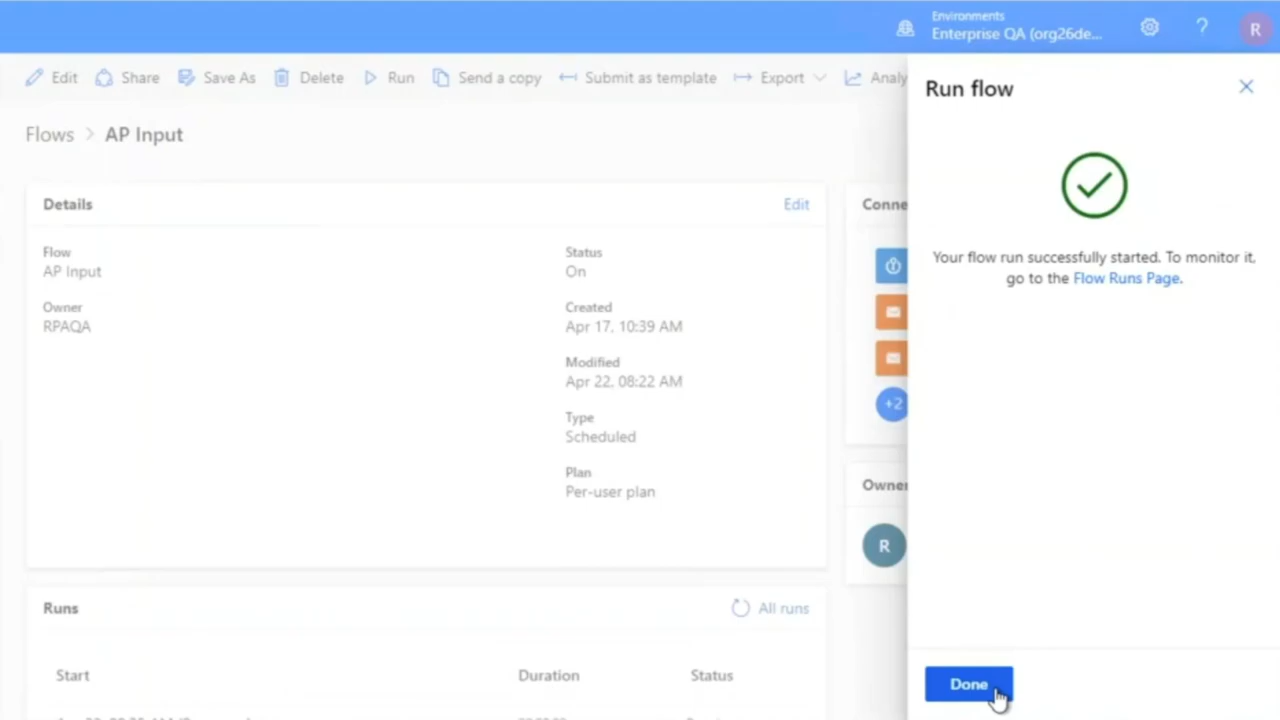 Environments
Enterprise QA (org26de...
?
R
Edit
Share
Save As
Delete
Run
Send a copy
Submit as template
Export
Analy
Run flow
Flows > AP Input
Details
Edit
Conne
Flow
AP Input
Status
On
Your flow run successfully started. To monitor it,
go to the Flow Runs Page.
Owner
RPAQA
Created
Apr 17, 10:39 AM
Modified
Apr 22, 08:22 AM
+2
Type
Scheduled
Plan
Per-user plan
Owner
R
Runs
All runs
Start
Duration
Status
Done